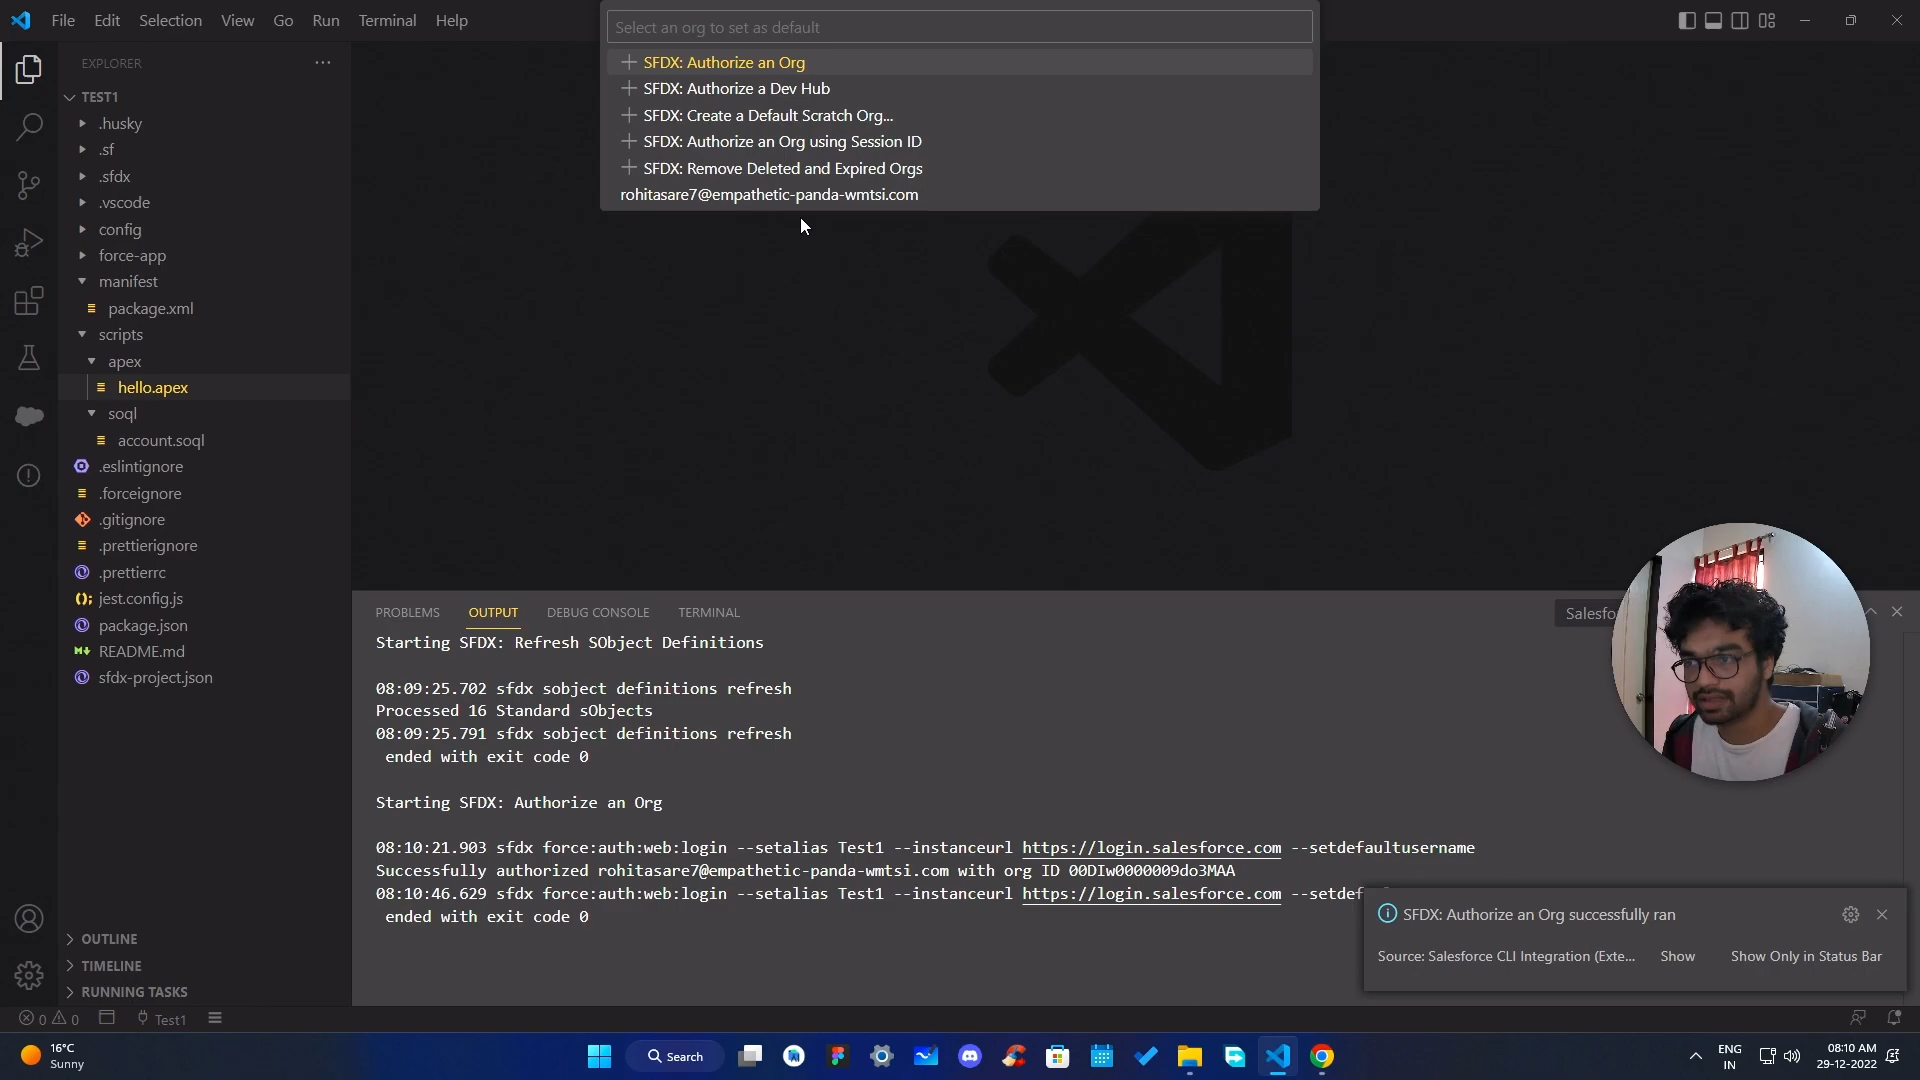 File Edit Selection View Go Run Terminal Help
Select an org to set as default
SFDX: Authorize an Org
SFDX: Authorize a Dev Hub
SFDX: Create a Default Scratch Org...
SFDX: Authorize an Org using Session ID
SFDX: Remove Deleted and Expired Orgs
rohitasare7@empathetic-panda-wmtsi.com
EXPLORER
TEST1
.husky
.sf
.sfdx
.vscode
config
force-app
manifest
package.xml
scripts
apex
hello.apex
soql
account.soql
.eslintignore
.forceignore
.gitignore
.prettierignore
.prettierrc
jest.config.js
package.json
README.md
sfdx-project.json
OUTLINE
TIMELINE
RUNNING TASKS
PROBLEMS OUTPUT DEBUG CONSOLE TERMINAL
Salesfo
Starting SFDX: Refresh SObject Definitions
08:09:25.702 sfdx sobject definitions refresh
Processed 16 Standard sObjects
08:09:25.791 sfdx sobject definitions refresh
ended with exit code 0
Starting SFDX: Authorize an Org
08:10:21.903 sfdx force:auth:web:login --setalias Test1 --instanceurl https://login.salesforce.com --setdefaultusername
Successfully authorized rohitasare7@empathetic-panda-wmtsi.com with org ID 00DIw0000009do3MAA
08:10:46.629 sfdx force:auth:web:login --setalias Test1 --instanceurl https://login.salesforce.com --setdef
ended with exit code 0
SFDX: Authorize an Org successfully ran
Source: Salesforce CLI Integration (Exte... Show Show Only in Status Bar
0 0 Test1
16°C
Sunny
Search
ENG
IN
08:10 AM
29-12-2022